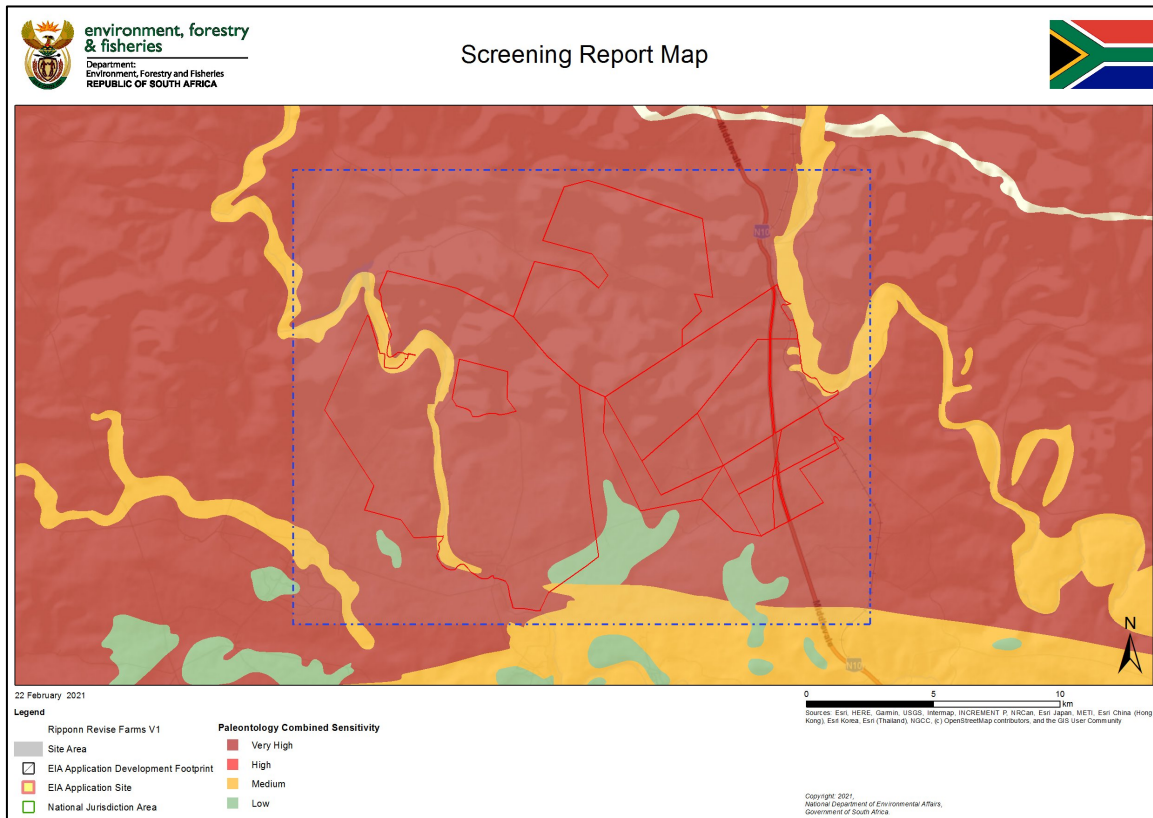 environment, forestry
& fisheries
Department:
Environment, Forestry and Fisheries
REPUBLIC OF SOUTH AFRICA
Screening Report Map
Middelwale
N10
Middelwale
N10
N
22 February 2021
0 5 10
km
Sources: Esri, HERE, Garmin, USGS, Intermap, INCREMENT P, NRCan, Esri Japan, METI, Esri China (Hong
Kong), Esri Korea, Esri (Thailand), NGCC, (c) OpenStreetMap contributors, and the GIS User Community
Legend
Ripponn Revise Farms V1
Site Area
EIA Application Development Footprint
EIA Application Site
National Jurisdiction Area
Paleontology Combined Sensitivity
Very High
High
Medium
Low
Copyright: 2021,
National Department of Environmental Affairs,
Government of South Africa.